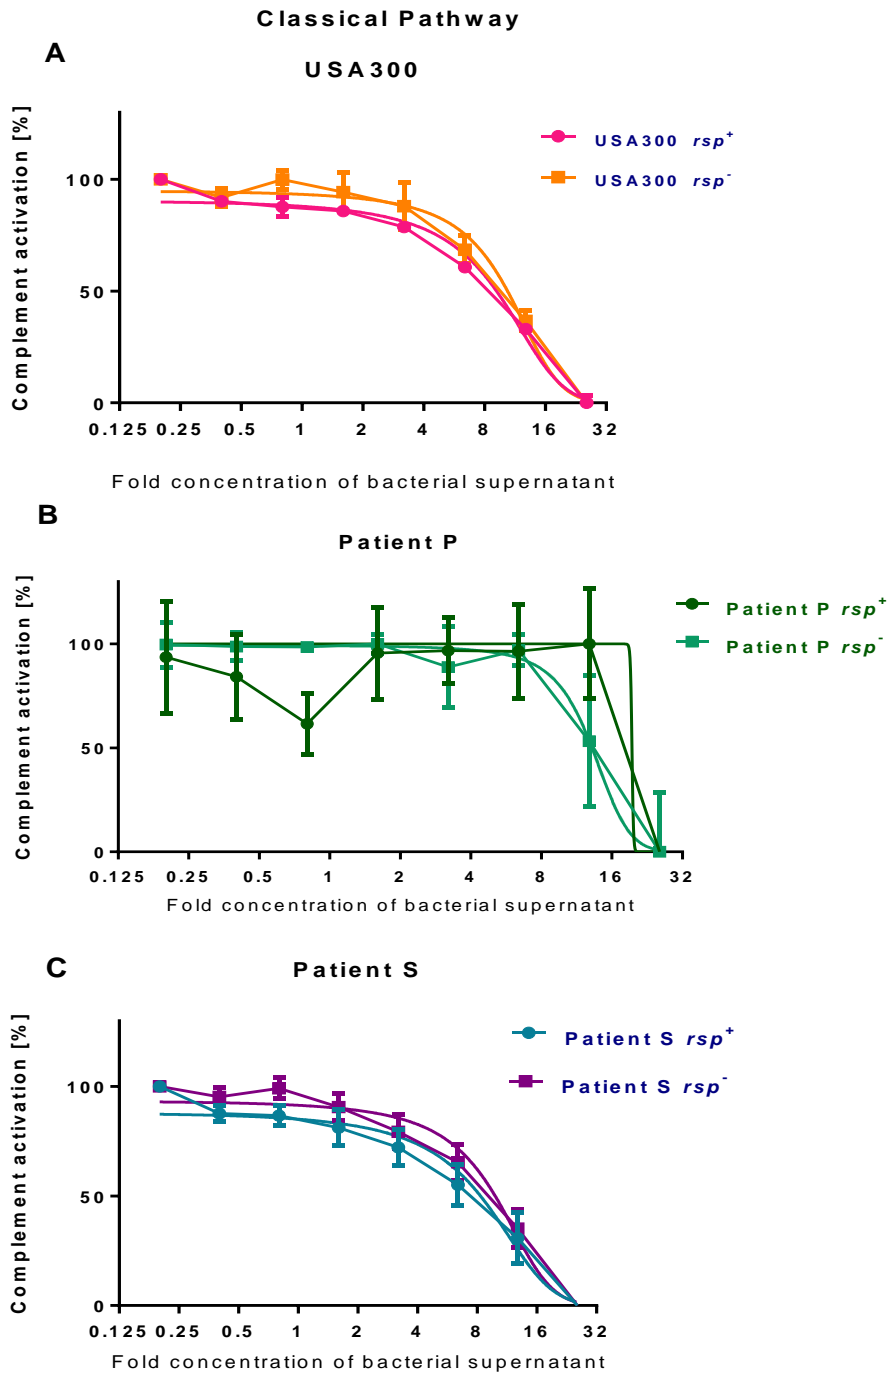 Classical Pathway
A
USA300
Complement activation [%]
USA300 rsp+
USA300 rsp-
100
50
0
0.125 0.25 0.5 1 2 4 8 16 32
Fold concentration of bacterial supernatant
B
Patient P
Complement activation [%]
Patient P rsp+
Patient P rsp-
100
50
0
0.125 0.25 0.5 1 2 4 8 16 32
Fold concentration of bacterial supernatant
C
Patient S
Complement activation [%]
Patient S rsp+
Patient S rsp-
100
50
0
0.125 0.25 0.5 1 2 4 8 16 32
Fold concentration of bacterial supernatant